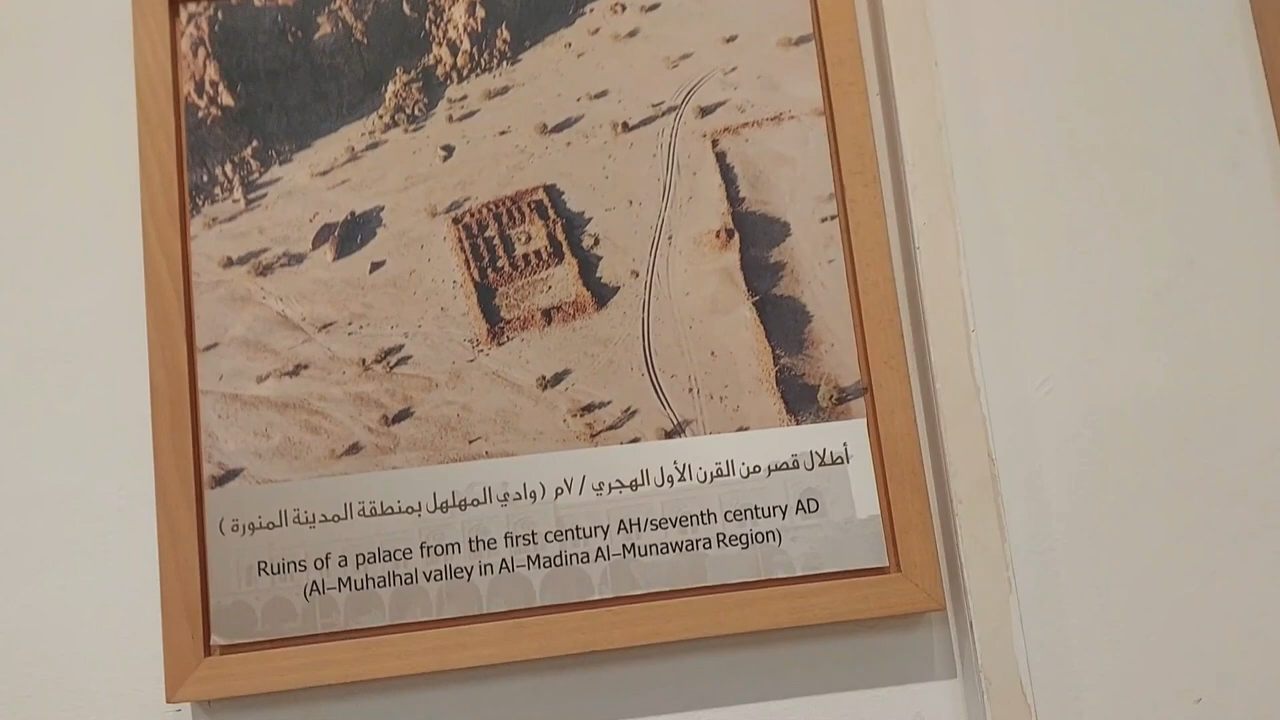 أطلال قصر من القرن الأول الهجري / ٧م (وادي المهلهل بمنطقة المدينة المنورة)
Ruins of a palace from the first century AH/seventh century AD
(Al–Muhalhal valley in Al–Madina Al–Munawara Region)